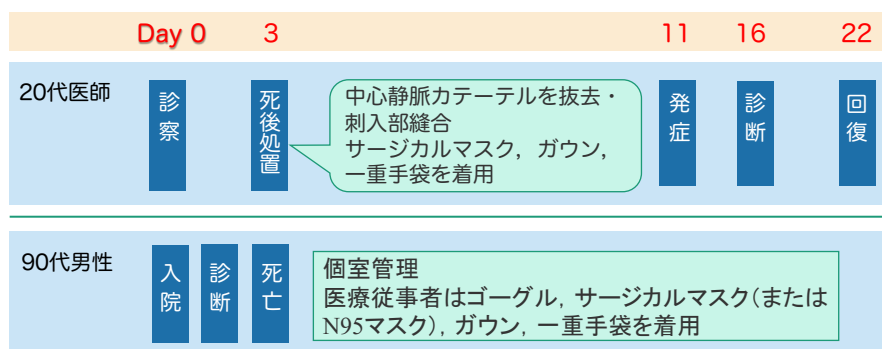 Day 0 3 11 16 22
20代医師
診察
死後処置
中心静脈カテーテルを抜去・
刺入部縫合
サージカルマスク，ガウン，
一重手袋を着用
発症
診断
回復
90代男性
入院
診断
死亡
個室管理
医療従事者はゴーグル，サージカルマスク（または
N95マスク），ガウン，一重手袋を着用